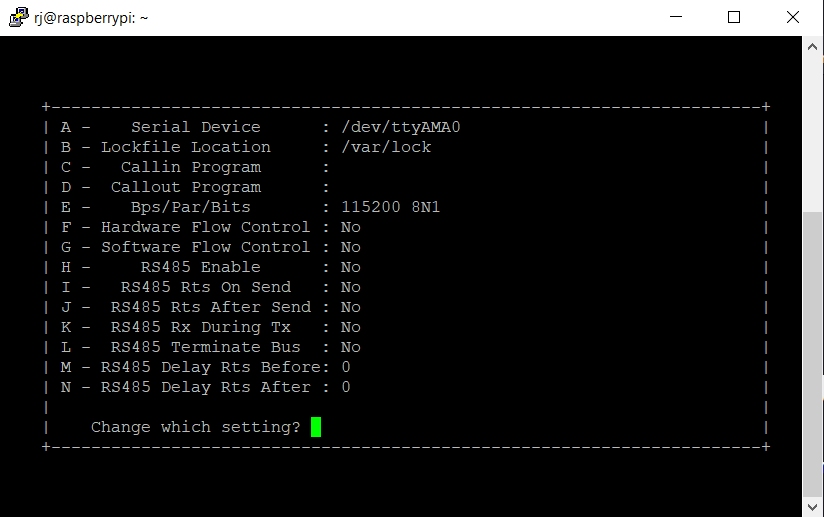 rj@raspberrypi: ~
+-----------------------------------------------------------------------+
| A -    Serial Device      : /dev/ttyAMA0                              |
| B - Lockfile Location     : /var/lock                                 |
| C -   Callin Program      :                                           |
| D -  Callout Program      :                                           |
| E -    Bps/Par/Bits       : 115200 8N1                                |
| F - Hardware Flow Control : No                                        |
| G - Software Flow Control : No                                        |
| H -     RS485 Enable      : No                                        |
| I -   RS485 Rts On Send   : No                                        |
| J -  RS485 Rts After Send : No                                        |
| K -  RS485 Rx During Tx   : No                                        |
| L -  RS485 Terminate Bus  : No                                        |
| M - RS485 Delay Rts Before: 0                                         |
| N - RS485 Delay Rts After : 0                                         |
|                                                                       |
|    Change which setting?                                              |
+-----------------------------------------------------------------------+